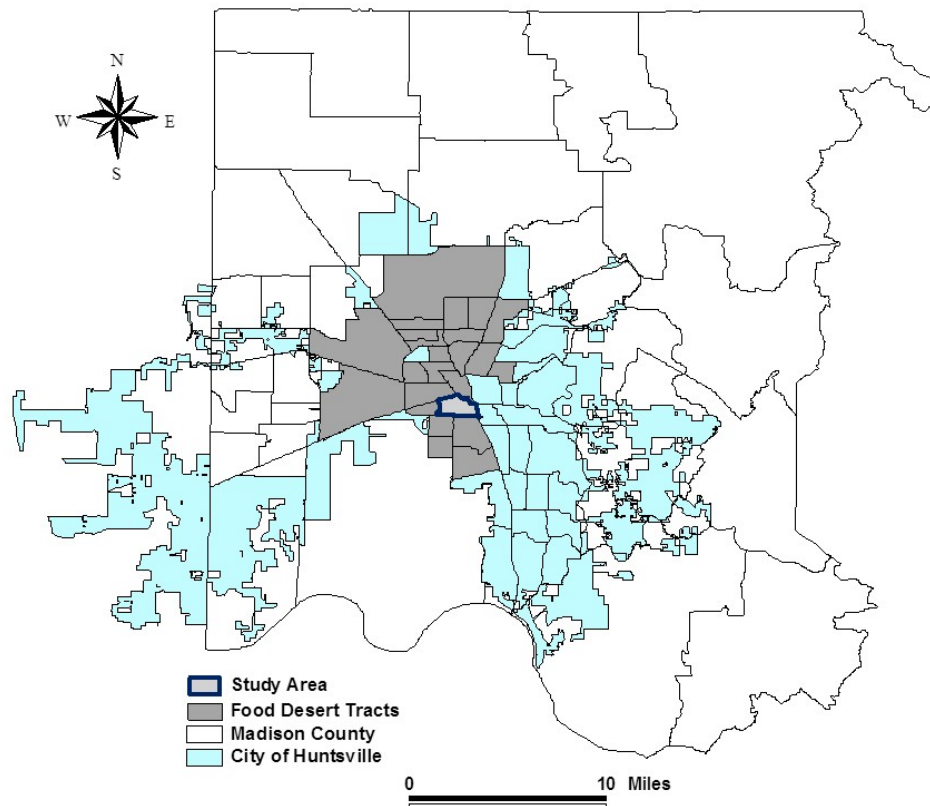 N
W E
S
Study Area
Food Desert Tracts
Madison County
City of Huntsville
0 10 Miles